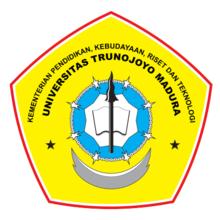 KEMENTERIAN PENDIDIKAN, KEBUDAYAAN, RISET DAN TEKNOLOGI
UNIVERSITAS TRUNOJOYO MADURA